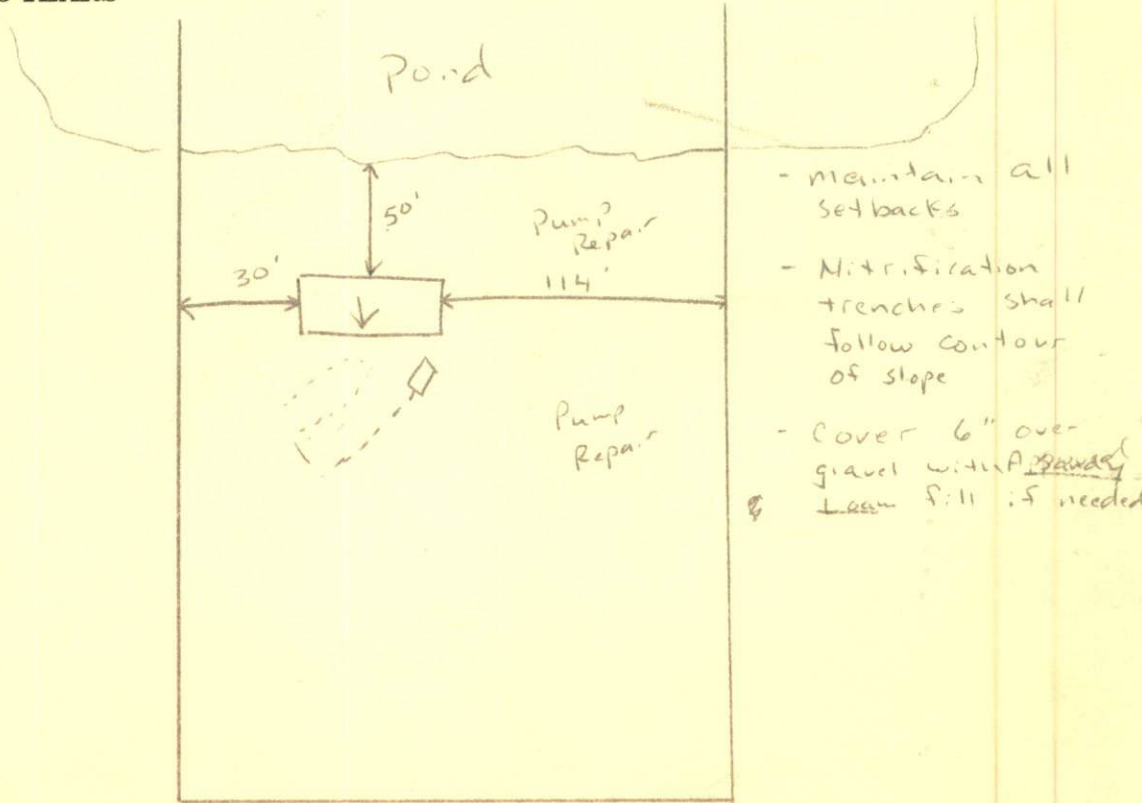 Pond
50'
Pump
Repair
30'
114'
Pump
Repair
- Maintain all
setbacks
- Nitrification
trenches shall
follow contour
of slope
- Cover 6" over
gravel with
Loam fill if needed